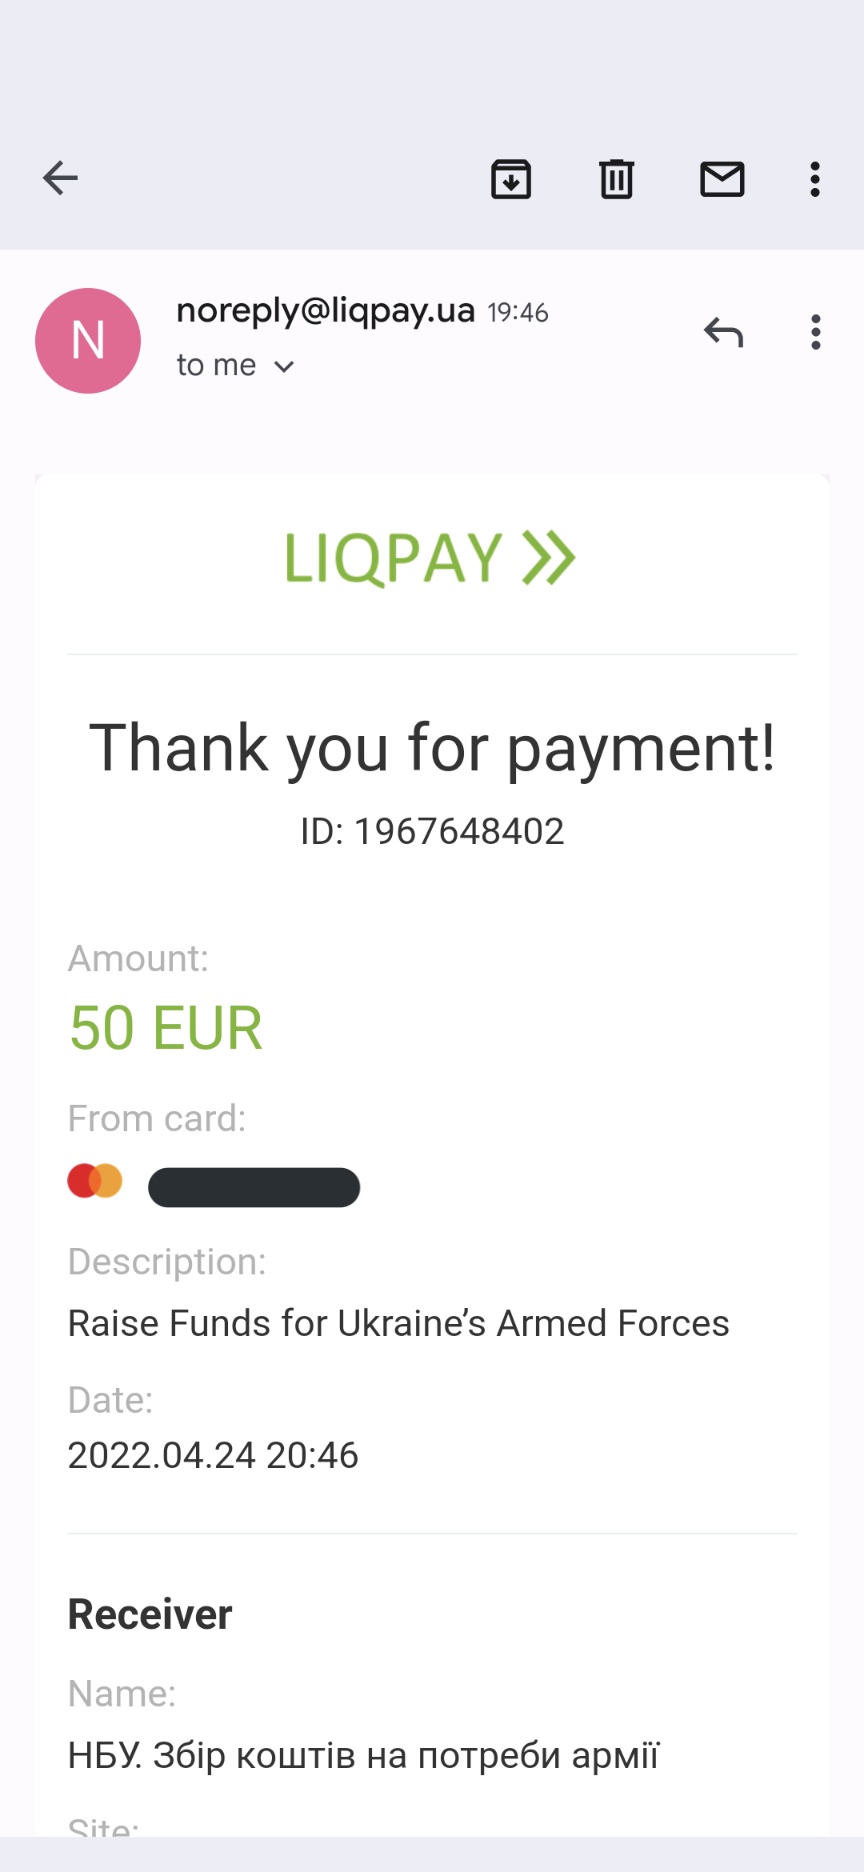 noreply@liqpay.ua 19:46
N
to me
LIQPAY
Thank you for payment!
ID: 1967648402
Amount:
50 EUR
From card:
Description:
Raise Funds for Ukraine’s Armed Forces
Date:
2022.04.24 20:46
Receiver
Name:
НБУ. Збір коштів на потреби армії
Site: